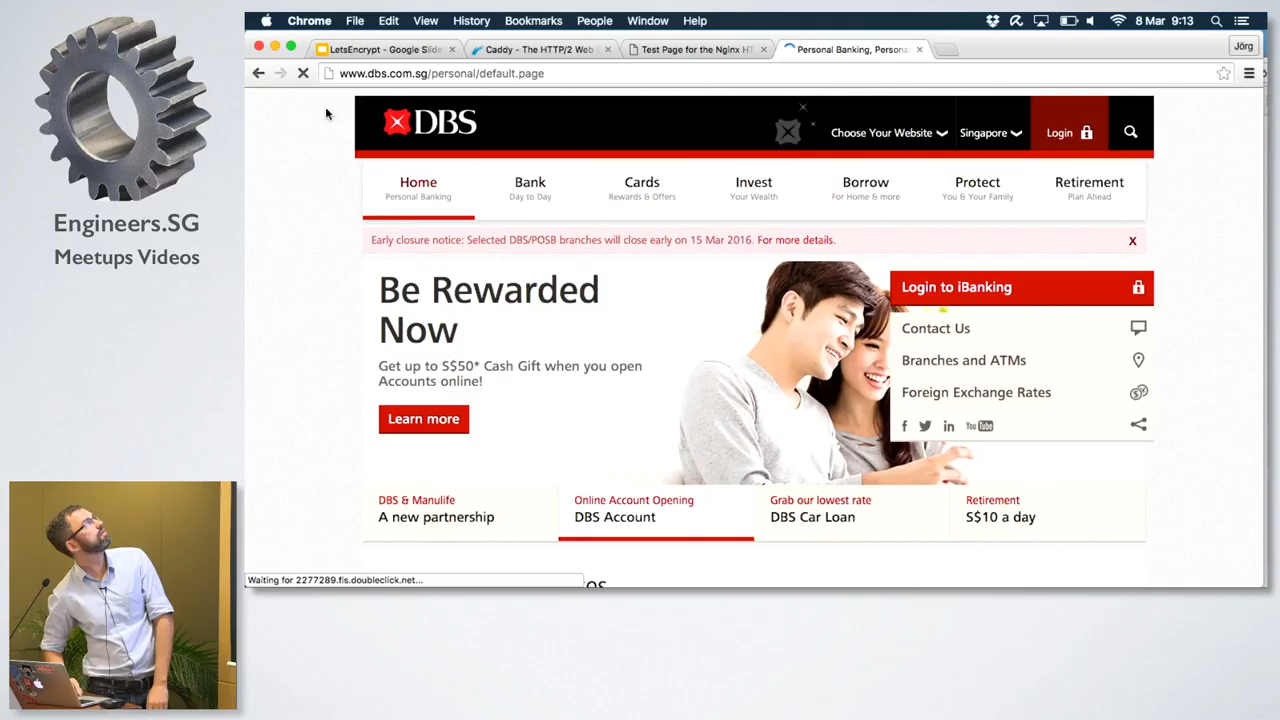 Chrome File Edit View History Bookmarks People Window Help 8 Mar 9:13
LetsEncrypt - Google Slide
Caddy - The HTTP/2 Web
Test Page for the Nginx HT
Personal Banking, Persona
Jörg
www.dbs.com.sg/personal/default.page
DBS
Choose Your Website
Singapore
Login
Home
Personal Banking
Bank
Day to Day
Cards
Rewards & Offers
Invest
Your Wealth
Borrow
For Home & more
Protect
You & Your Family
Retirement
Plan Ahead
Early closure notice: Selected DBS/POSB branches will close early on 15 Mar 2016. For more details. X
Be Rewarded
Now
Get up to S$50* Cash Gift when you open
Accounts online!
Learn more
Login to iBanking
Contact Us
Branches and ATMs
Foreign Exchange Rates
f in You Tube
DBS & Manulife
A new partnership
Online Account Opening
DBS Account
Grab our lowest rate
DBS Car Loan
Retirement
S$10 a day
Waiting for 2277289.fls.doubleclick.net...
Engineers.SG
Meetups Videos